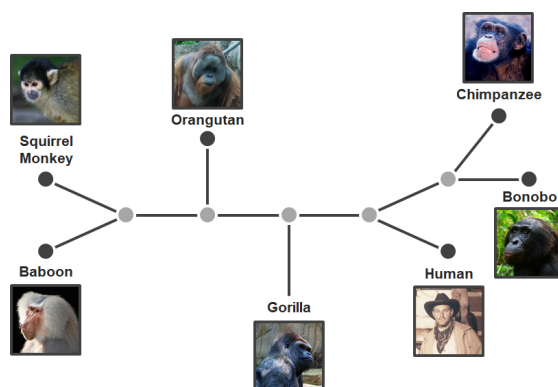 Chimpanzee
Orangutan
Squirrel
Monkey
Bonobo
Baboon
Human
Gorilla